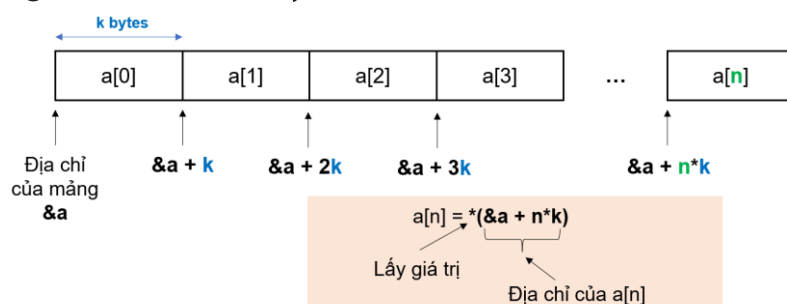 k bytes
a[0] a[1] a[2] a[3] ... a[n]
Địa chỉ
của mảng
&a
&a + k &a + 2k &a + 3k &a + n*k
a[n] = *(&a + n*k)
Lấy giá trị
Địa chỉ của a[n]